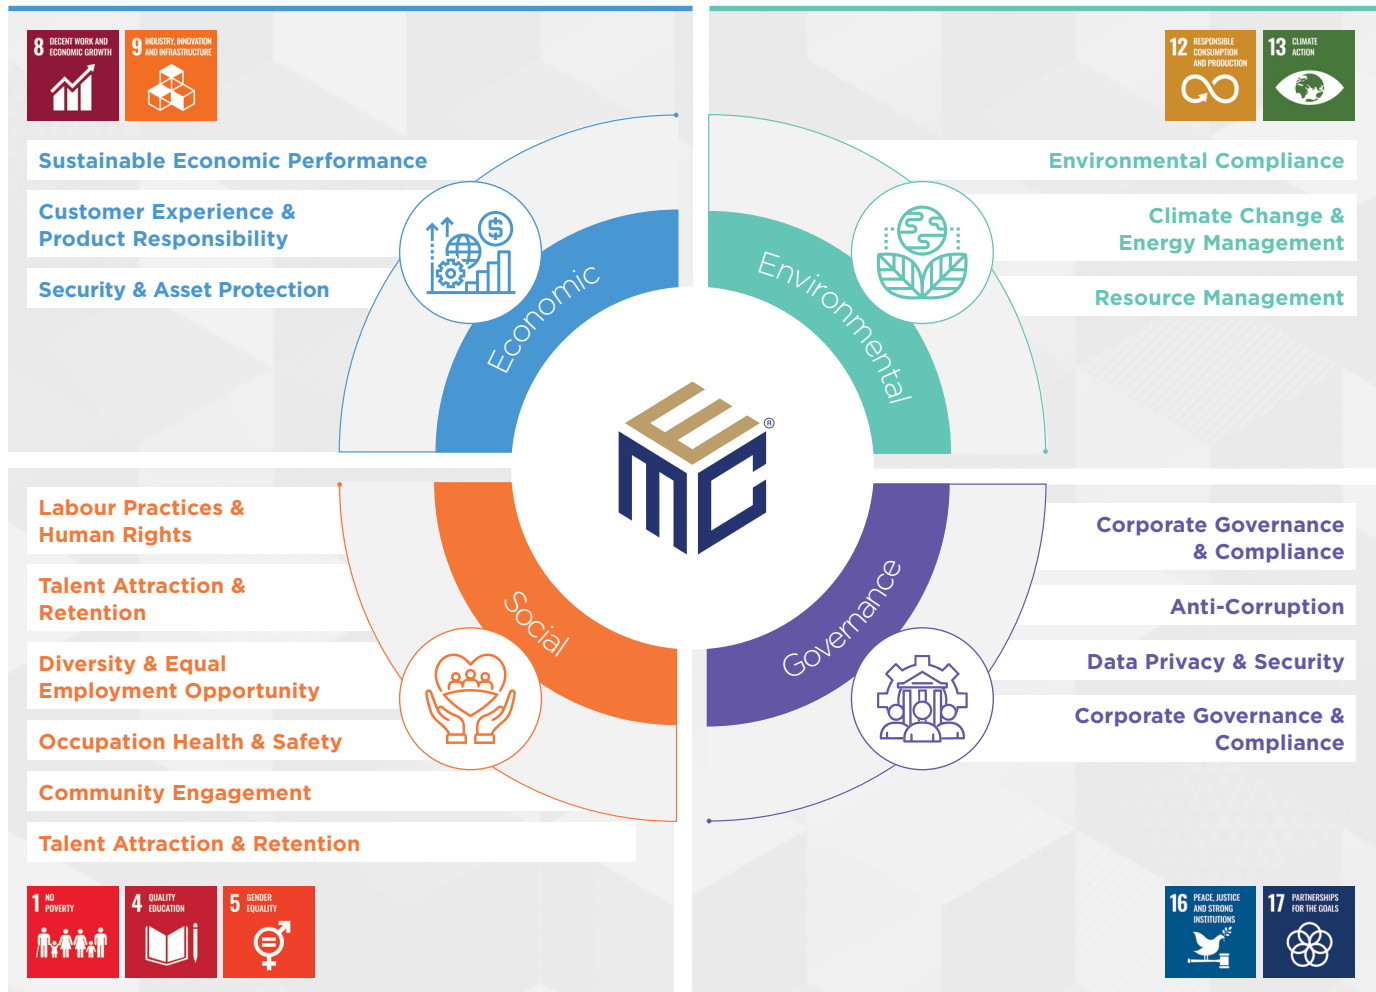 8 DECENT WORK AND
ECONOMIC GROWTH
9 INDUSTRY, INNOVATION
AND INFRASTRUCTURE
Sustainable Economic Performance
Customer Experience &
Product Responsibility
Security & Asset Protection
Economic
12 RESPONSIBLE
CONSUMPTION
AND PRODUCTION
13 CLIMATE
ACTION
Environmental Compliance
Climate Change &
Energy Management
Resource Management
Environmental
EMC®
Labour Practices &
Human Rights
Talent Attraction &
Retention
Diversity & Equal
Employment Opportunity
Occupation Health & Safety
Community Engagement
Talent Attraction & Retention
Social
1 NO
POVERTY
4 QUALITY
EDUCATION
5 GENDER
EQUALITY
Corporate Governance
& Compliance
Anti-Corruption
Data Privacy & Security
Corporate Governance &
Compliance
Governance
16 PEACE, JUSTICE
AND STRONG
INSTITUTIONS
17 PARTNERSHIPS
FOR THE GOALS